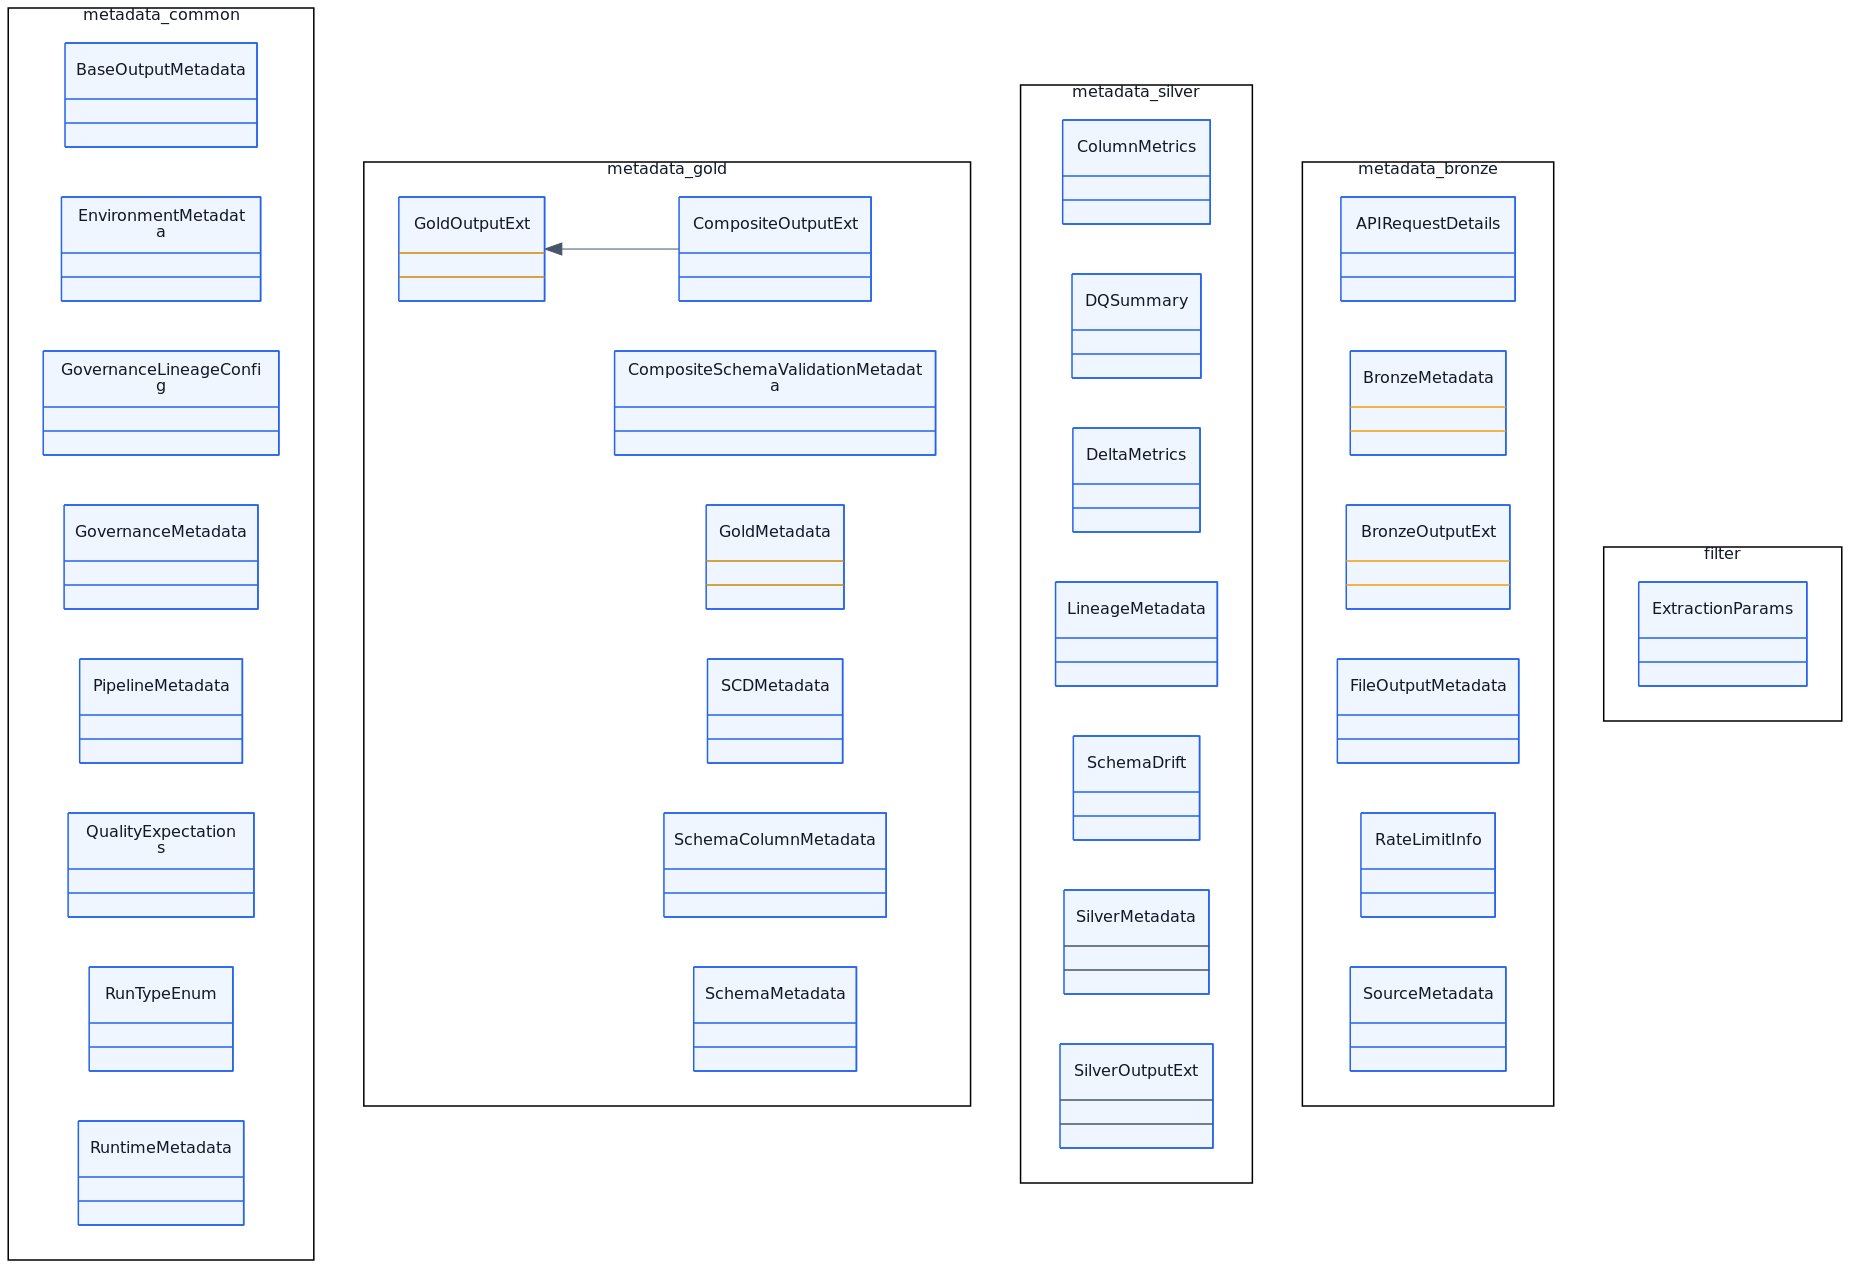 metadata_common
BaseOutputMetadata
EnvironmentMetadat
a
GovernanceLineageConfi
g
GovernanceMetadata
PipelineMetadata
QualityExpectation
s
RunTypeEnum
RuntimeMetadata
metadata_gold
GoldOutputExt
CompositeOutputExt
CompositeSchemaValidationMetadat
a
GoldMetadata
SCDMetadata
SchemaColumnMetadata
SchemaMetadata
metadata_silver
ColumnMetrics
DQSummary
DeltaMetrics
LineageMetadata
SchemaDrift
SilverMetadata
SilverOutputExt
metadata_bronze
APIRequestDetails
BronzeMetadata
BronzeOutputExt
FileOutputMetadata
RateLimitInfo
SourceMetadata
filter
ExtractionParams